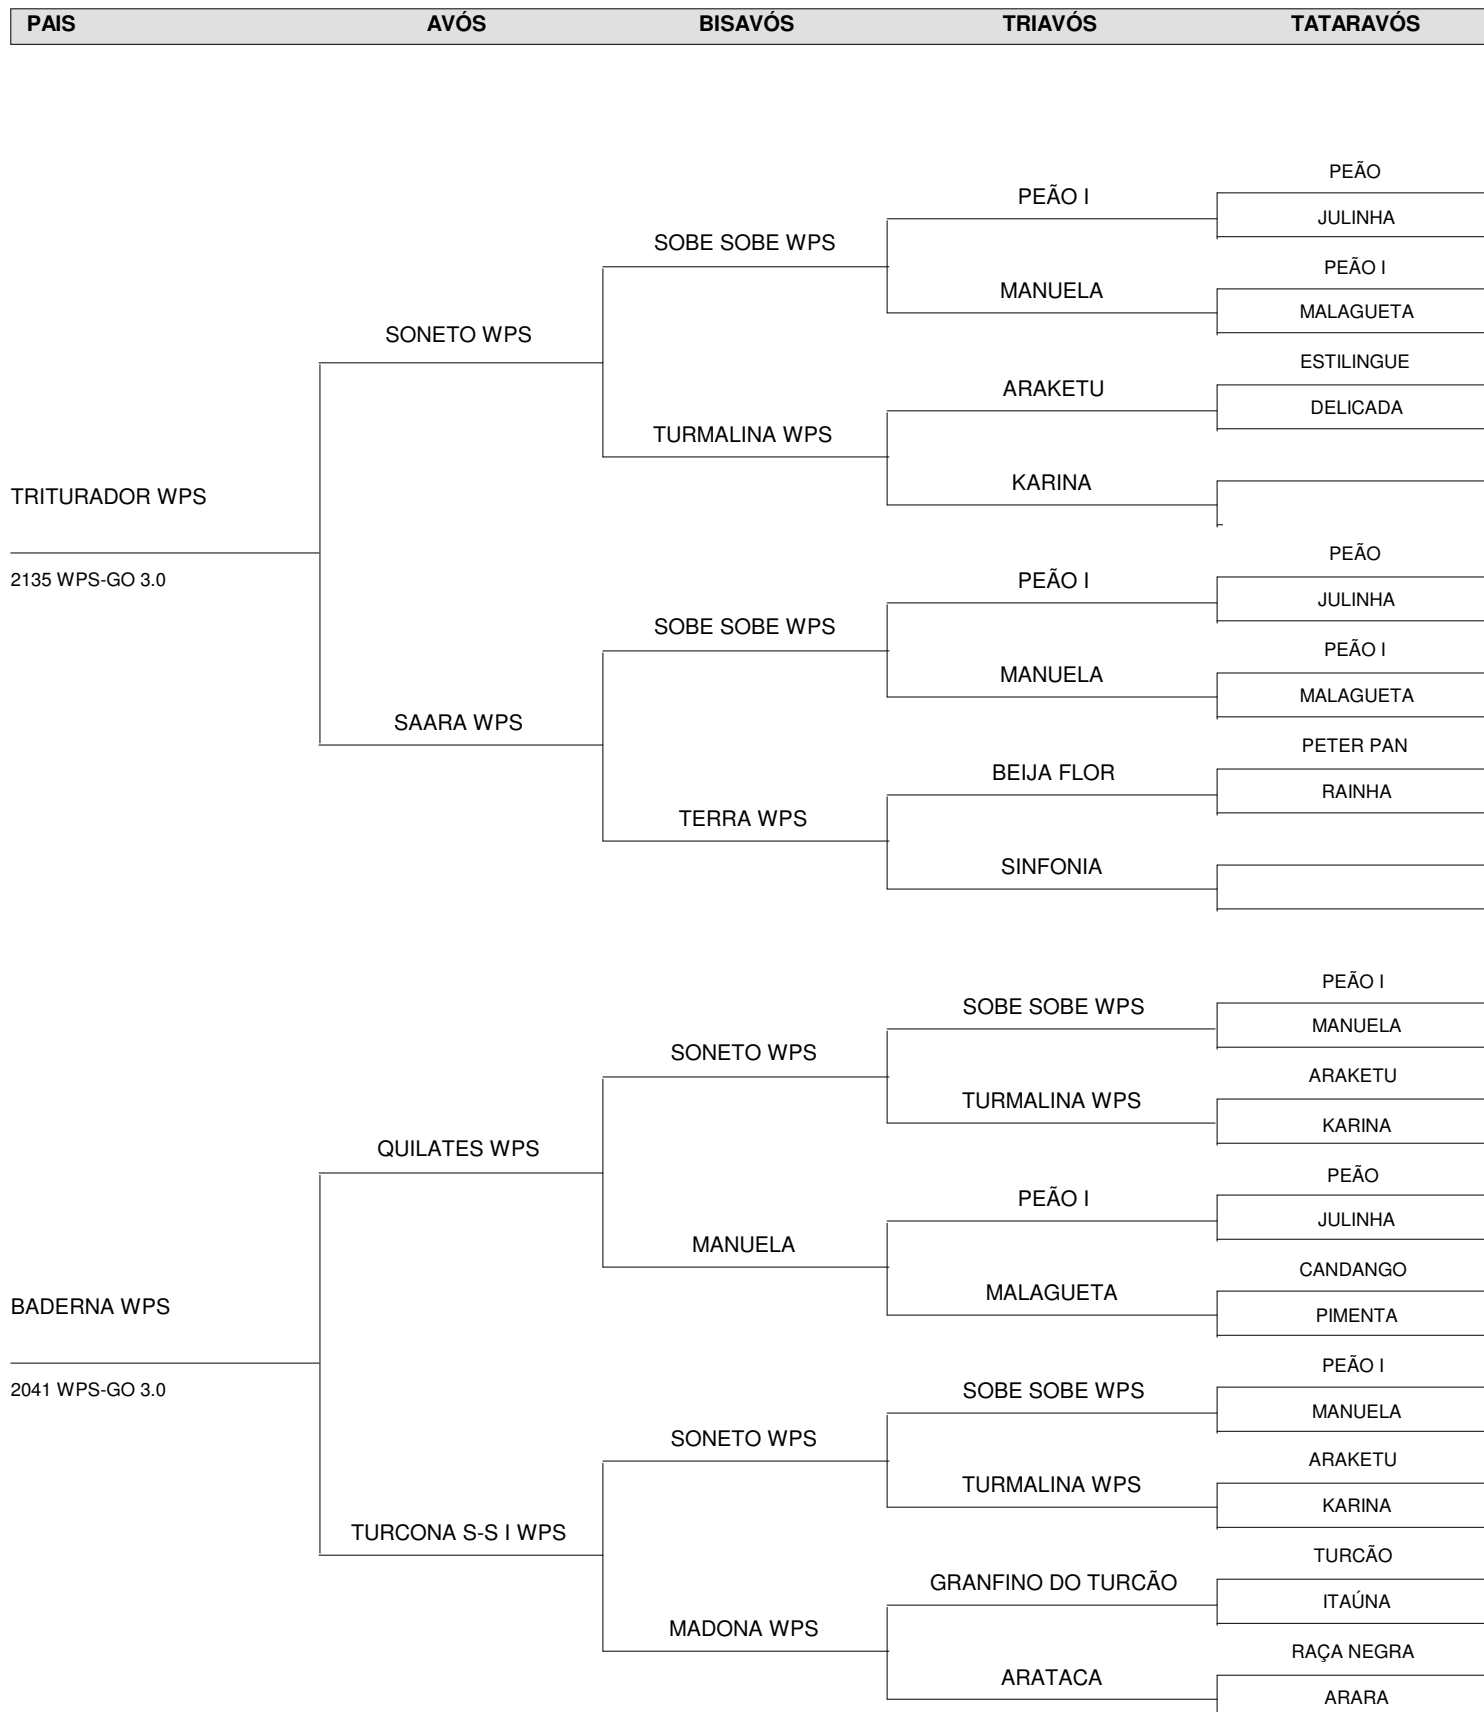 PAIS AVÓS BISAVÓS TRIAVÓS TATARAVÓS
PEÃO
PEÃO I
JULINHA
SOBE SOBE WPS
PEÃO I
MANUELA
MALAGUETA
SONETO WPS
ESTILINGUE
ARAKETU
DELICADA
TURMALINA WPS
KARINA
TRITURADOR WPS
PEÃO
2135 WPS-GO 3.0
PEÃO I
JULINHA
SOBE SOBE WPS
PEÃO I
MANUELA
MALAGUETA
SAARA WPS
PETER PAN
BEIJA FLOR
RAINHA
TERRA WPS
SINFONIA
PEÃO I
SOBE SOBE WPS
MANUELA
SONETO WPS
ARAKETU
TURMALINA WPS
KARINA
QUILATES WPS
PEÃO
PEÃO I
JULINHA
MANUELA
CANDANGO
MALAGUETA
BADERNA WPS
PIMENTA
PEÃO I
2041 WPS-GO 3.0
SOBE SOBE WPS
MANUELA
SONETO WPS
ARAKETU
TURMALINA WPS
KARINA
TURCONA S-S I WPS
TURCÃO
GRANFINO DO TURCÃO
ITAÚNA
MADONA WPS
RAÇA NEGRA
ARATACA
ARARA